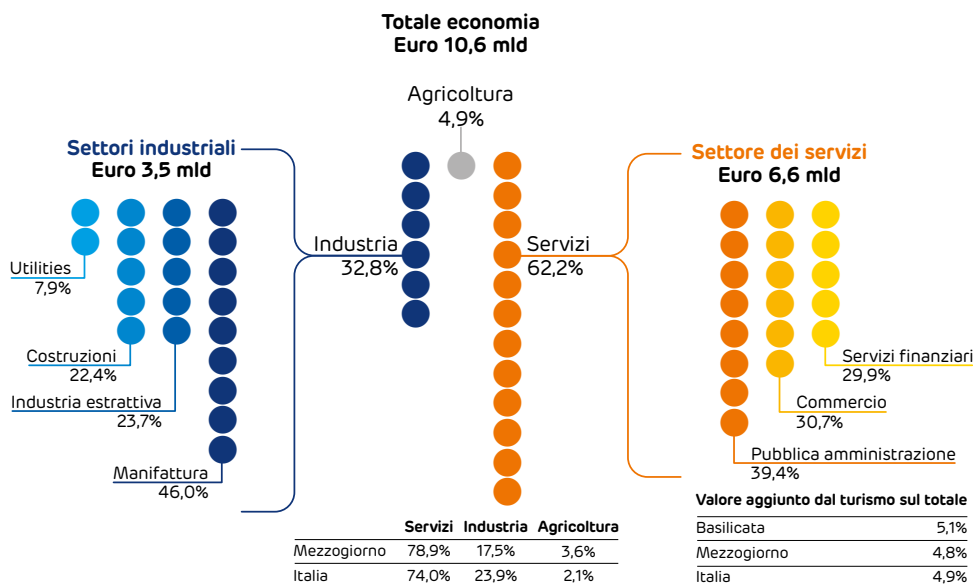 Totale economia
Euro 10,6 mld
Agricoltura
4,9%
Settori industriali
Euro 3,5 mld
Settore dei servizi
Euro 6,6 mld
Industria
32,8%
Servizi
62,2%
Utilities
7,9%
Costruzioni
22,4%
Industria estrattiva
23,7%
Manifattura
46,0%
Servizi finanziari
29,9%
Commercio
30,7%
Pubblica amministrazione
39,4%
Servizi Industria Agricoltura
Mezzogiorno 78,9% 17,5% 3,6%
Italia 74,0% 23,9% 2,1%
Valore aggiunto dal turismo sul totale
Basilicata 5,1%
Mezzogiorno 4,8%
Italia 4,9%